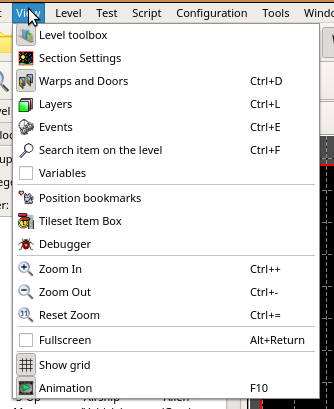 View Level Test Script Configuration Tools
Level toolbox
Section Settings
Warps and Doors Ctrl+D
Layers Ctrl+L
Events Ctrl+E
Search item on the level Ctrl+F
Variables
Position bookmarks
Tileset Item Box
Debugger
Zoom In Ctrl++
Zoom Out Ctrl+-
Reset Zoom Ctrl+=
Fullscreen Alt+Return
Show grid
Animation F10